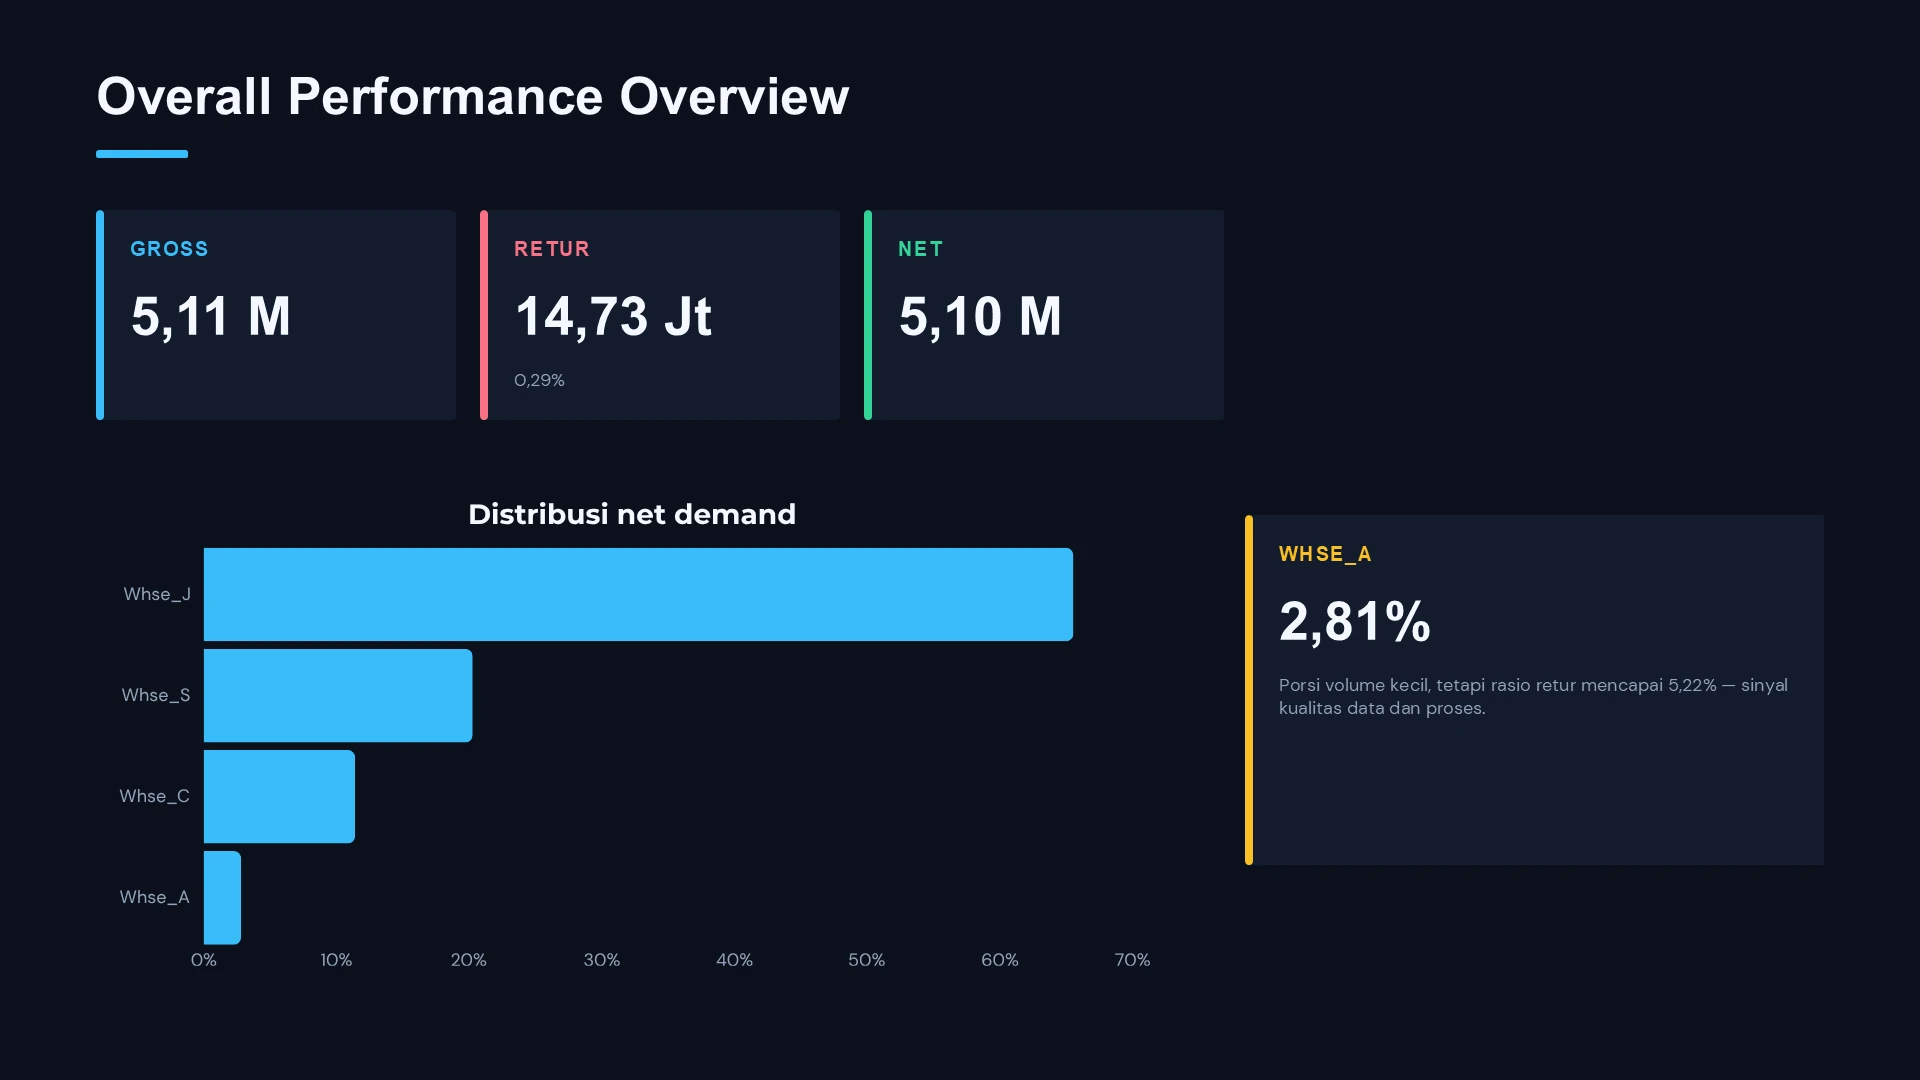 Overall Performance Overview
GROSS
5,11 M
RETUR
14,73 Jt
0,29%
NET
5,10 M
Distribusi net demand
Whse_J
Whse_S
Whse_C
Whse_A
0% 10% 20% 30% 40% 50% 60% 70%
WHSE_A
2,81%
Porsi volume kecil, tetapi rasio retur mencapai 5,22% — sinyal
kualitas data dan proses.